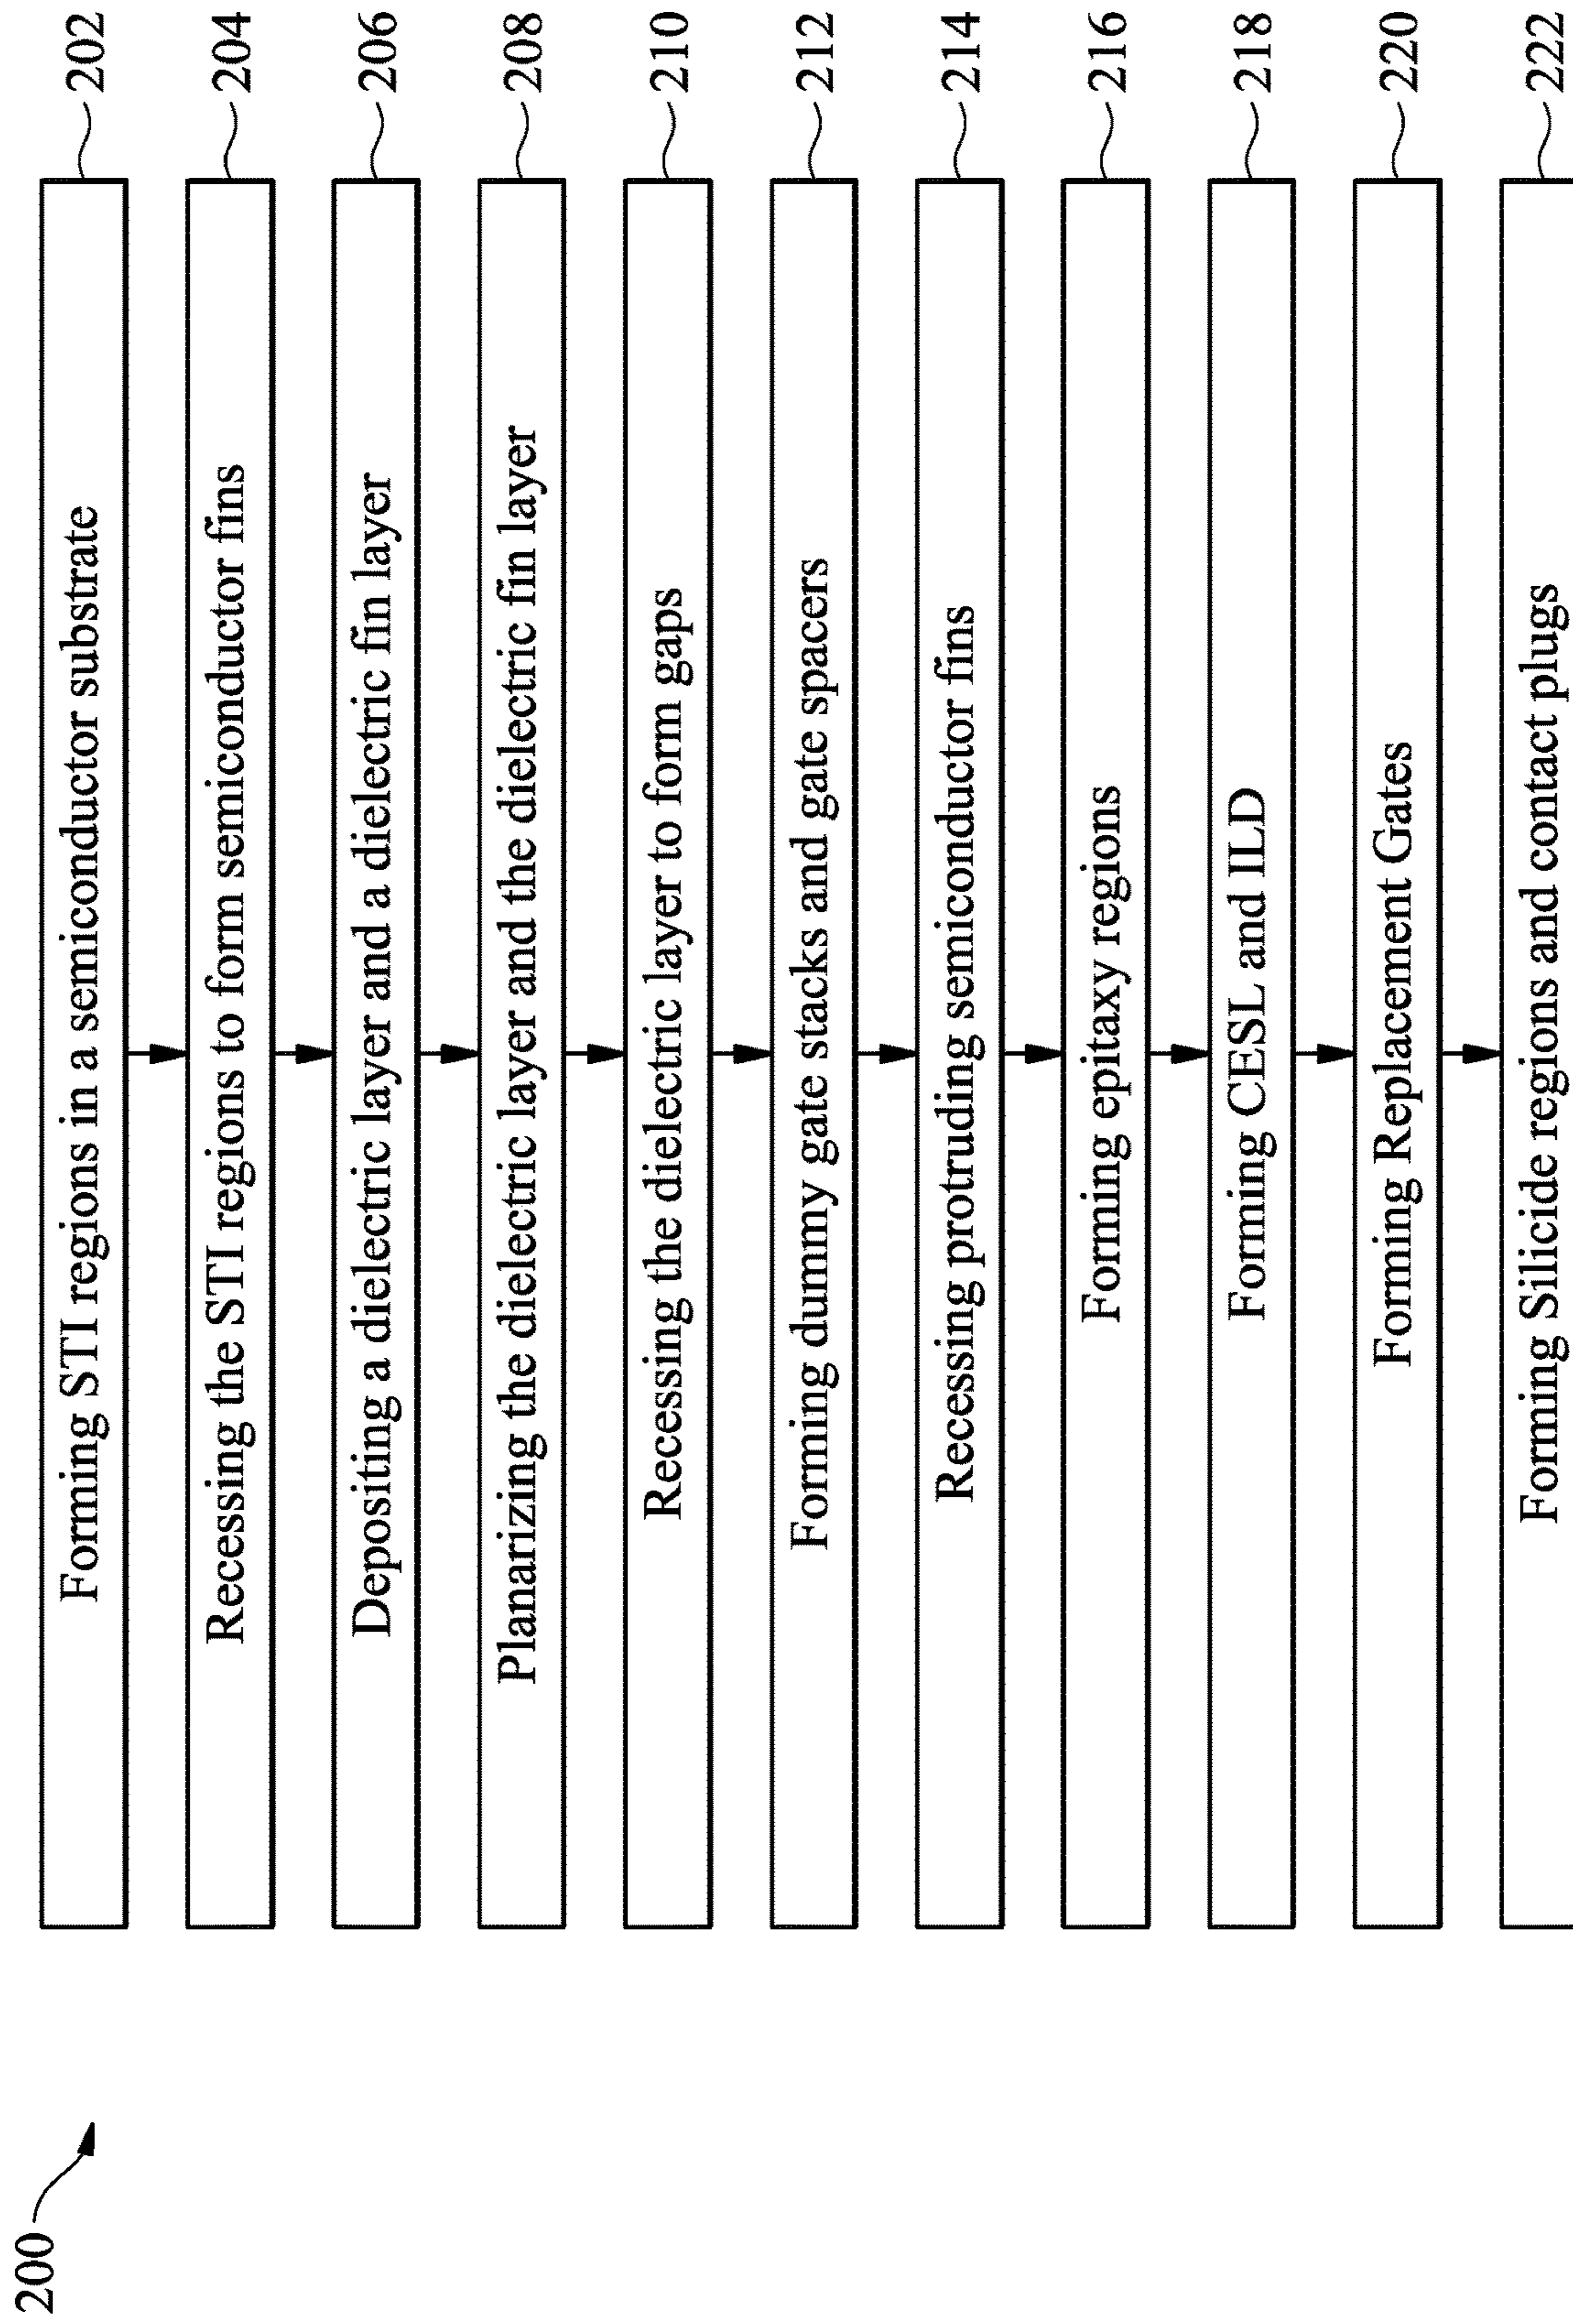 200
Forming STI regions in a semiconductor substrate 202
Recessing the STI regions to form semiconductor fins 204
Depositing a dielectric layer and a dielectric fin layer 206
Planarizing the dielectric layer and the dielectric fin layer 208
Recessing the dielectric layer to form gaps 210
Forming dummy gate stacks and gate spacers 212
Recessing protruding semiconductor fins 214
Forming epitaxy regions 216
Forming CESL and ILD 218
Forming Replacement Gates 220
Forming Silicide regions and contact plugs 222